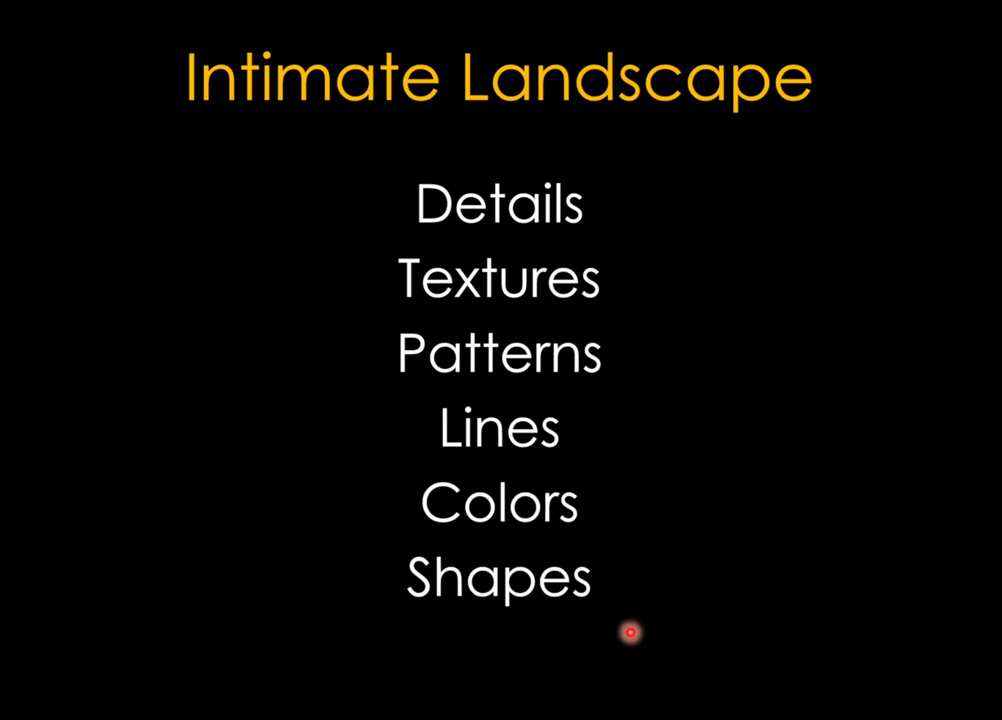 Intimate Landscape
Details
Textures
Patterns
Lines
Colors
Shapes